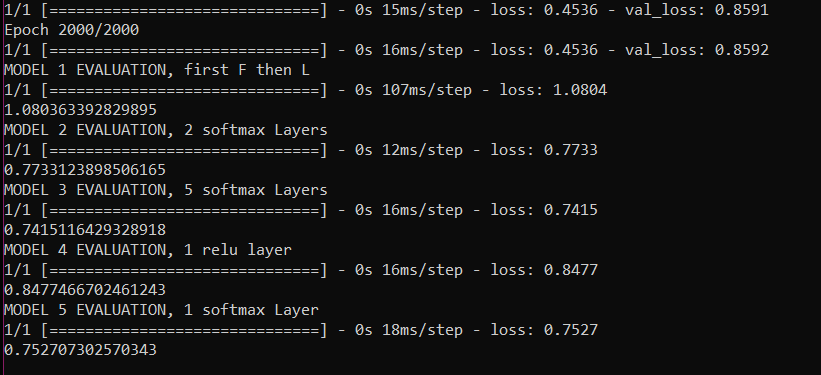 1/1 [==============================] - 0s 15ms/step - loss: 0.4536 - val_loss: 0.8591
Epoch 2000/2000
1/1 [==============================] - 0s 16ms/step - loss: 0.4536 - val_loss: 0.8592
MODEL 1 EVALUATION, first F then L
1/1 [==============================] - 0s 107ms/step - loss: 1.0804
1.080363392829895
MODEL 2 EVALUATION, 2 softmax Layers
1/1 [==============================] - 0s 12ms/step - loss: 0.7733
0.7733123898506165
MODEL 3 EVALUATION, 5 softmax Layers
1/1 [==============================] - 0s 16ms/step - loss: 0.7415
0.7415116429328918
MODEL 4 EVALUATION, 1 relu layer
1/1 [==============================] - 0s 16ms/step - loss: 0.8477
0.8477466702461243
MODEL 5 EVALUATION, 1 softmax Layer
1/1 [==============================] - 0s 18ms/step - loss: 0.7527
0.752707302570343